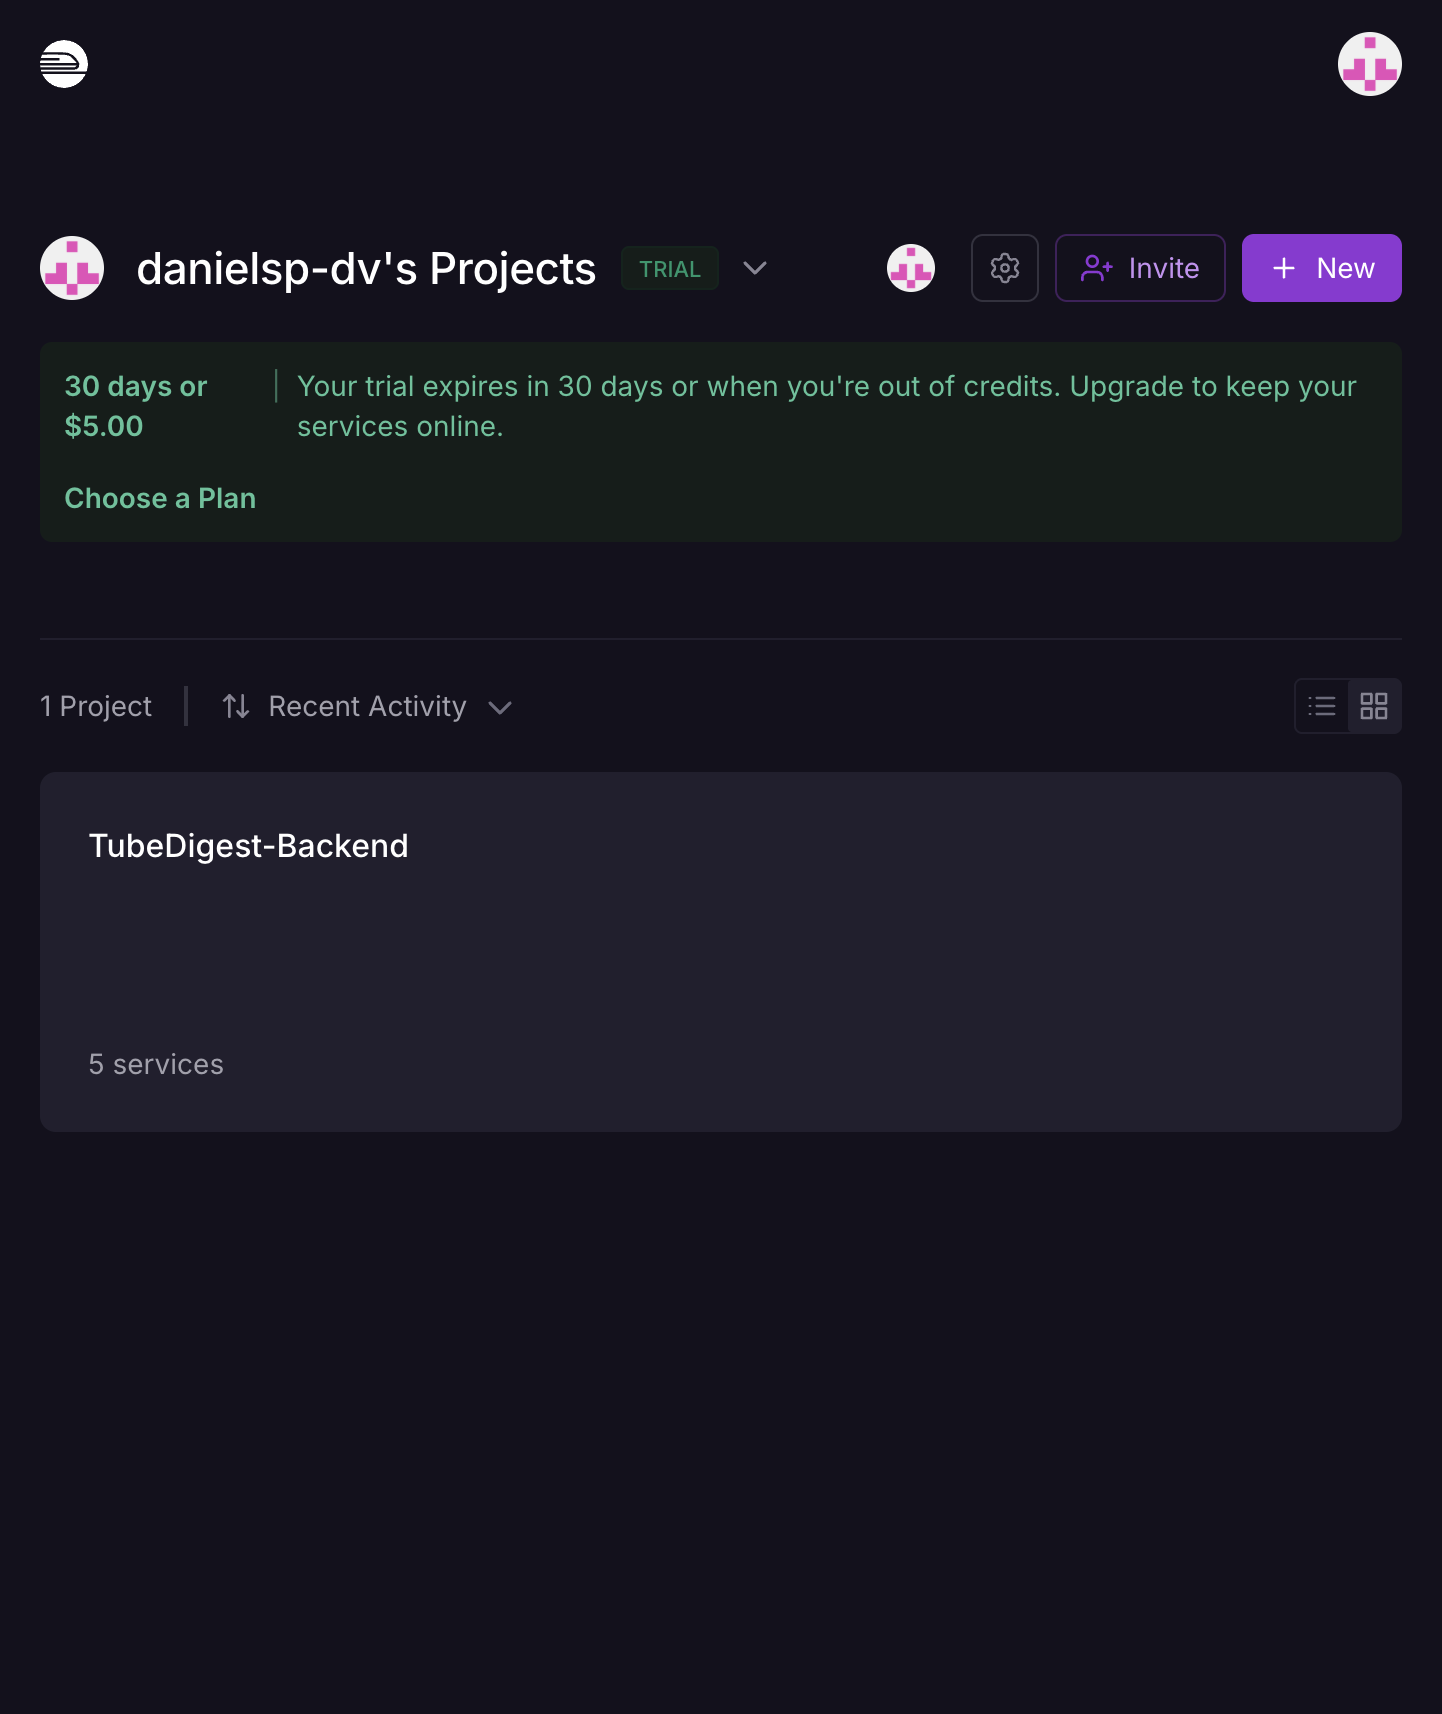 danielsp-dv's Projects TRIAL Invite New
30 days or $5.00
Your trial expires in 30 days or when you're out of credits. Upgrade to keep your
services online.
Choose a Plan
1 Project Recent Activity
TubeDigest-Backend
5 services